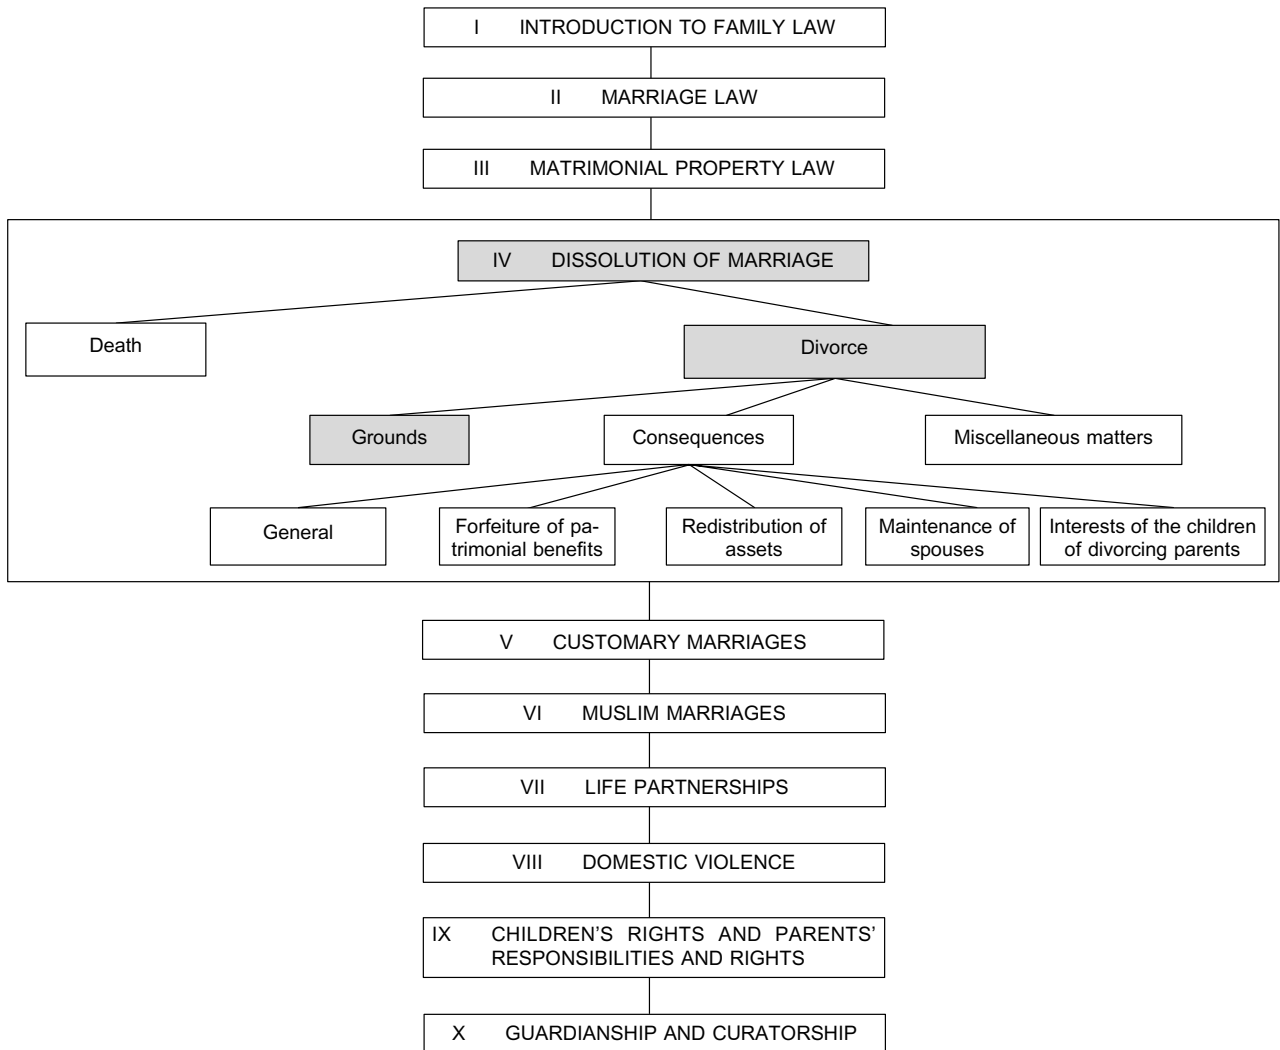 I INTRODUCTION TO FAMILY LAW
II MARRIAGE LAW
III MATRIMONIAL PROPERTY LAW
IV DISSOLUTION OF MARRIAGE
Death
Divorce
Grounds
Consequences
Miscellaneous matters
General
Forfeiture of pa-
trimonial benefits
Redistribution of
assets
Maintenance of
spouses
Interests of the children
of divorcing parents
V CUSTOMARY MARRIAGES
VI MUSLIM MARRIAGES
VII LIFE PARTNERSHIPS
VIII DOMESTIC VIOLENCE
IX CHILDREN'S RIGHTS AND PARENTS'
RESPONSIBILITIES AND RIGHTS
X GUARDIANSHIP AND CURATORSHIP